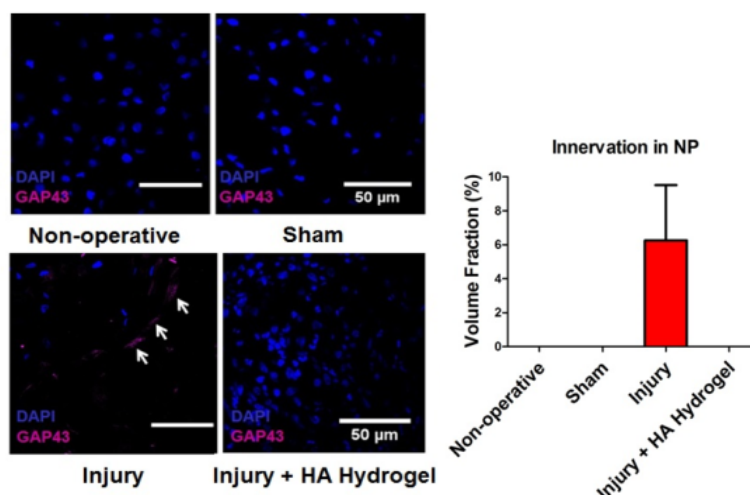 DAPI
GAP43
Non-operative
DAPI
GAP43
50 µm
Sham
DAPI
GAP43
Injury
DAPI
GAP43
50 µm
Injury + HA Hydrogel
Innervation in NP
Volume Fraction (%)
10
8
6
4
2
0
Non-operative
Sham
Injury
Injury + HA Hydrogel